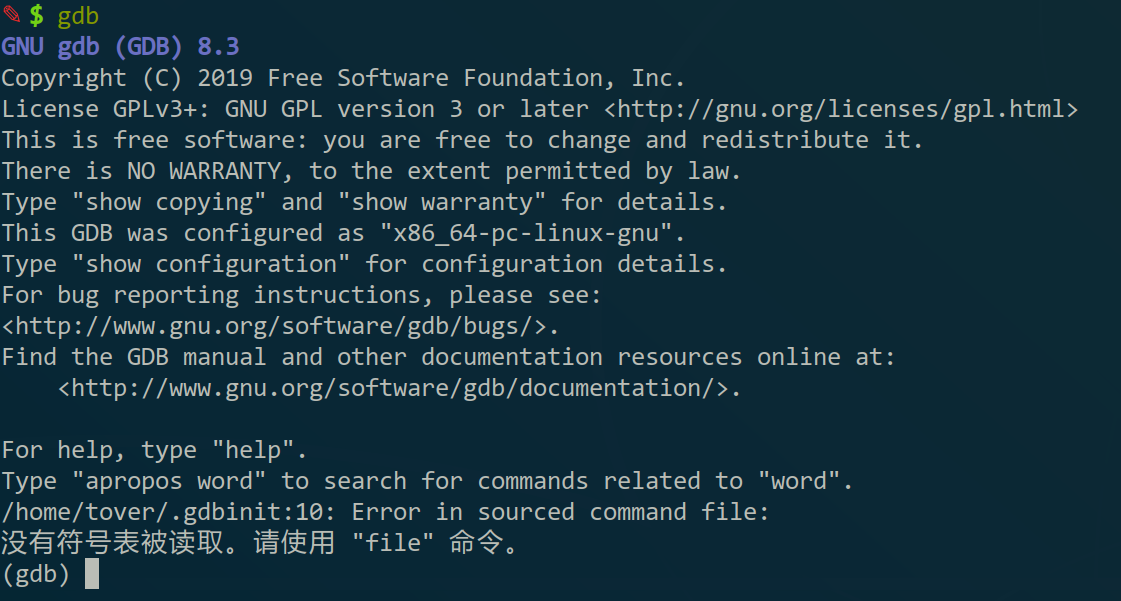 ✎ $ gdb
GNU gdb (GDB) 8.3
Copyright (C) 2019 Free Software Foundation, Inc.
License GPLv3+: GNU GPL version 3 or later <http://gnu.org/licenses/gpl.html>
This is free software: you are free to change and redistribute it.
There is NO WARRANTY, to the extent permitted by law.
Type "show copying" and "show warranty" for details.
This GDB was configured as "x86_64-pc-linux-gnu".
Type "show configuration" for configuration details.
For bug reporting instructions, please see:
<http://www.gnu.org/software/gdb/bugs/>.
Find the GDB manual and other documentation resources online at:
    <http://www.gnu.org/software/gdb/documentation/>.

For help, type "help".
Type "apropos word" to search for commands related to "word".
/home/tover/.gdbinit:10: Error in sourced command file:
没有符号表被读取。请使用 "file" 命令。
(gdb)